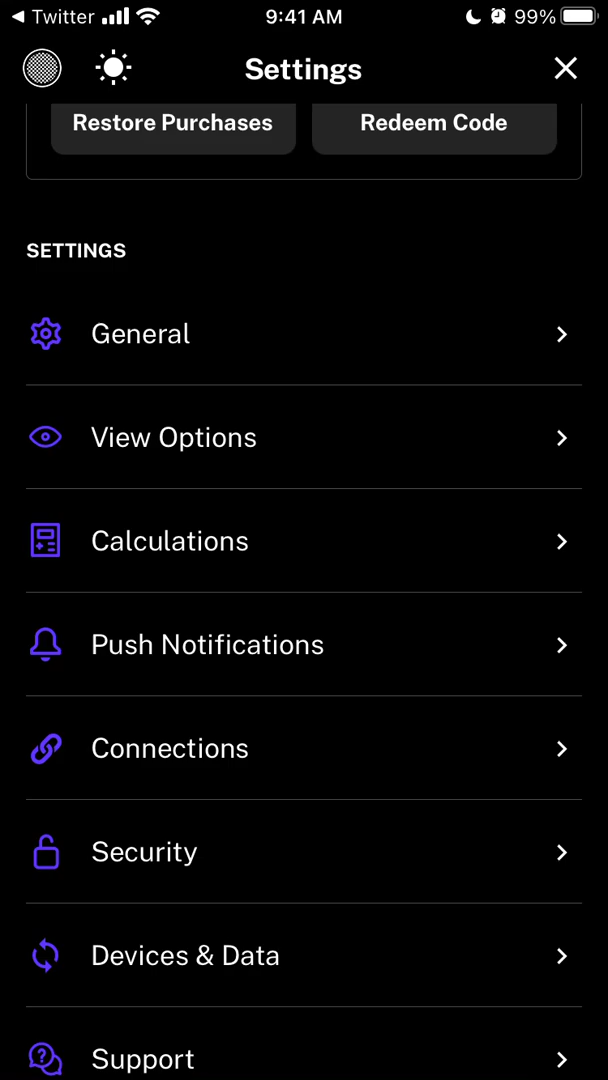 Twitter 9:41 AM 99%
Settings
Restore Purchases Redeem Code
SETTINGS
General
View Options
Calculations
Push Notifications
Connections
Security
Devices & Data
Support